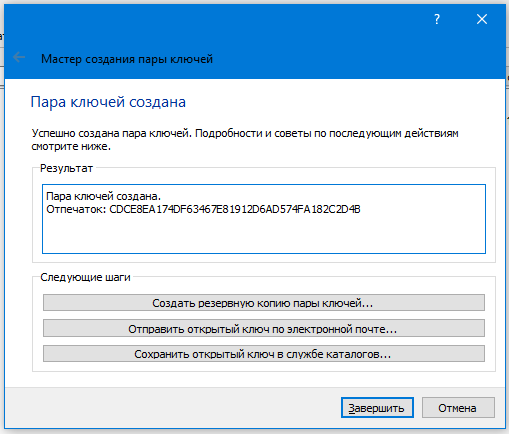 ?
Мастер создания пары ключей
Пара ключей создана
Успешно создана пара ключей. Подробности и советы по последующим действиям
смотрите ниже.
Результат
Пара ключей создана.
Отпечаток: CDCE8EA174DF63467E81912D6AD574FA182C2D4B
Следующие шаги
Создать резервную копию пары ключей...
Отправить открытый ключ по электронной почте...
Сохранить открытый ключ в службе каталогов...
Завершить
Отмена